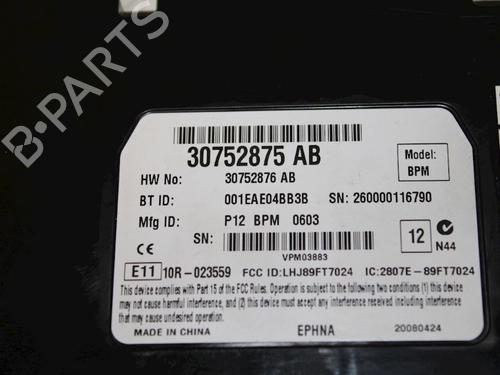 B-PARTS
30752875 AB
Model:
BPM
HW No: 30752876 AB
BT ID: 001EAE04BB3B SN: 260000116790
Mfg ID: P12 BPM 0603
12
N44
SN:
VPM03883
CE
E11 10R-023559 FCC ID:LHJ89FT7024 IC:2807E-89FT7024
This device complies with Part 15 of the FCC Rules. Operation is subject to the following two conditions (1) this device
may not cause harmful interference, and (2) this device must accept any interference received including
interference that may cause undesired operation.
MADE IN CHINA EPHNA 20080424